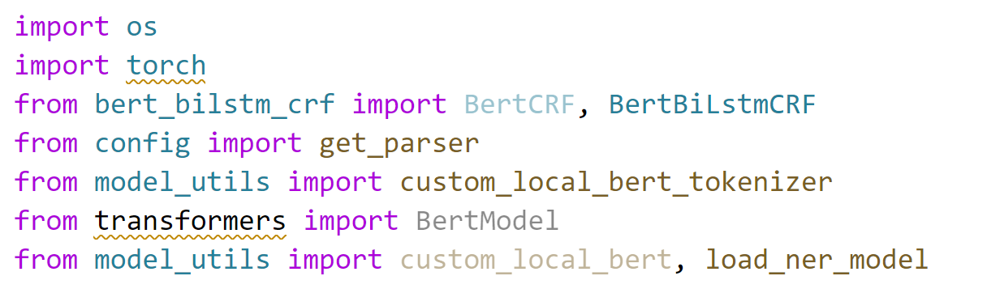 import os
import torch
from bert_bilstm_crf import BertCRF, BertBiLstmCRF
from config import get_parser
from model_utils import custom_local_bert_tokenizer
from transformers import BertModel
from model_utils import custom_local_bert, load_ner_model